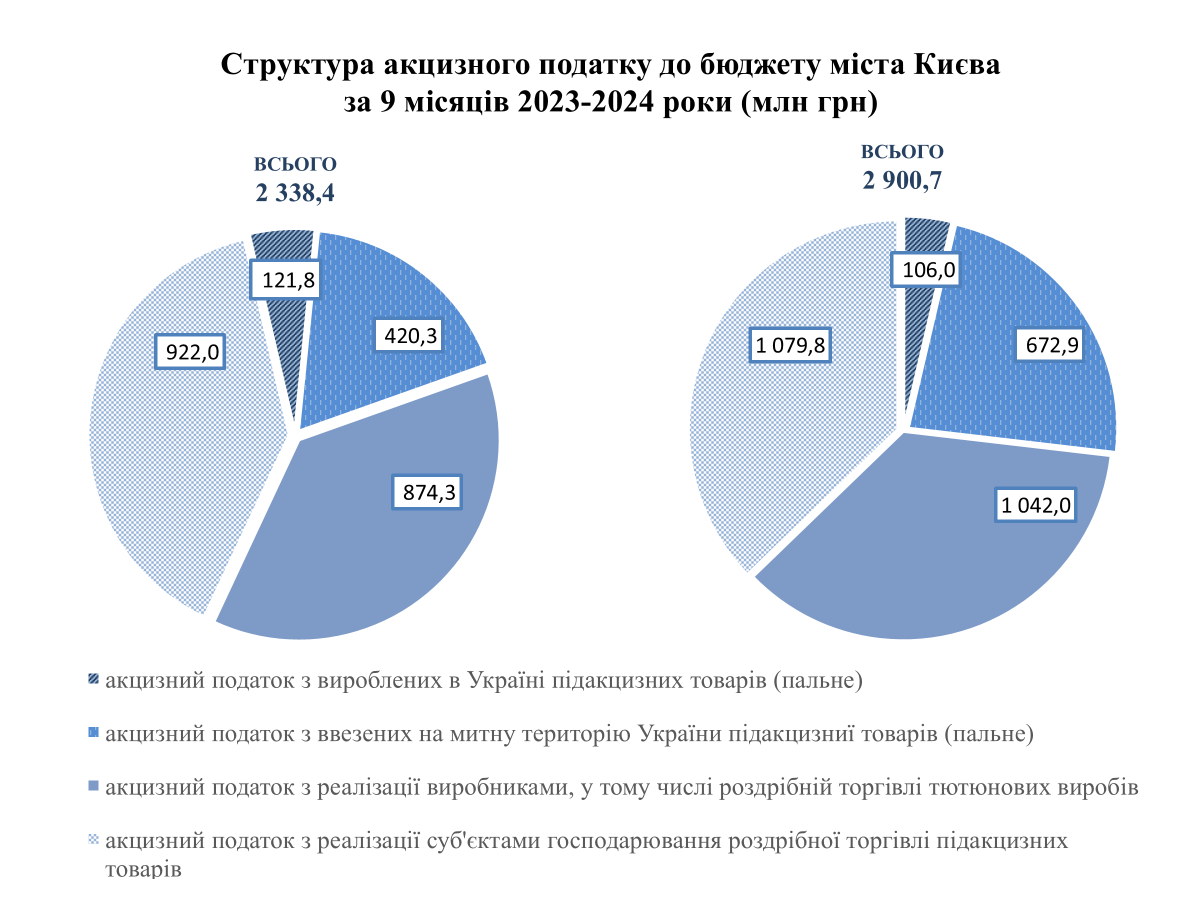 Структура акцизного податку до бюджету міста Києва
за 9 місяців 2023-2024 роки (млн грн)
ВСЬОГО
2 338,4
ВСЬОГО
2 900,7
121,8
420,3
922,0
874,3
106,0
672,9
1 079,8
1 042,0
акцизний податок з вироблених в Україні підакцизних товарів (пальне)
акцизний податок з ввезених на митну територію України підакцизниї товарів (пальне)
акцизний податок з реалізації виробниками, у тому числі роздрібній торгівлі тютюнових виробів
акцизний податок з реалізації суб'єктами господарювання роздрібної торгівлі підакцизних
товарів